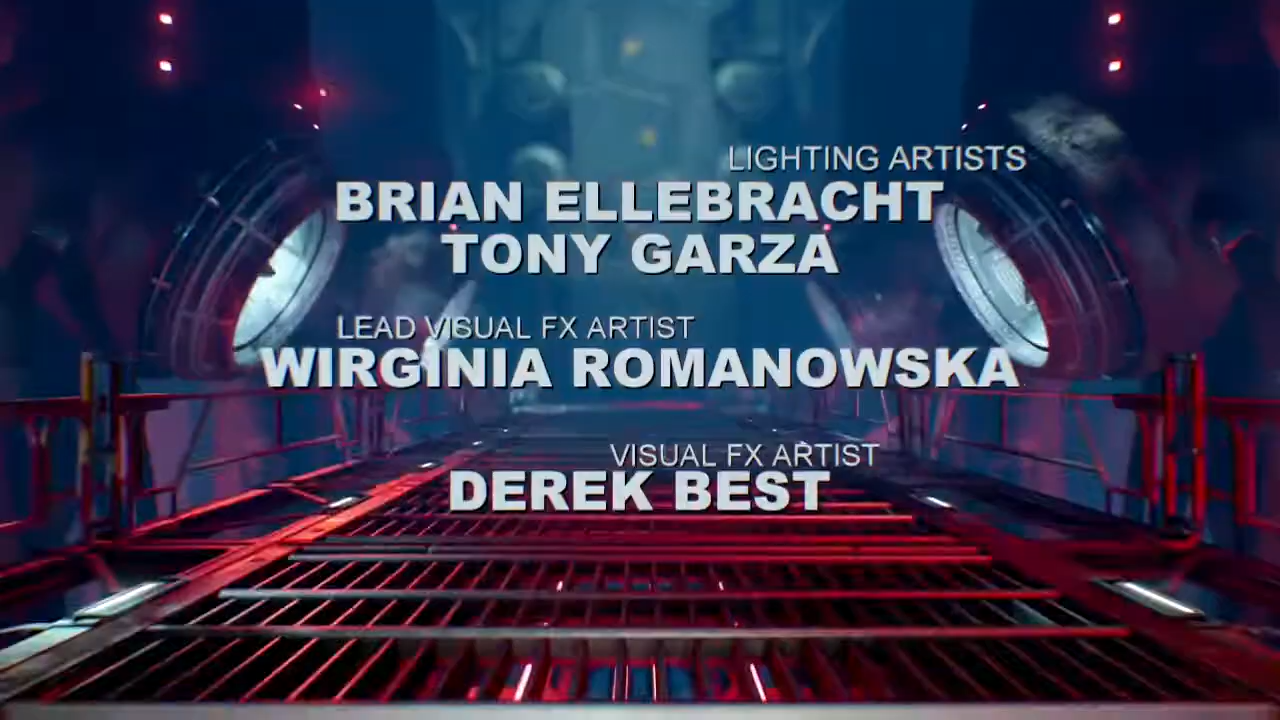 LIGHTING ARTISTS
BRIAN ELLEBRACHT
TONY GARZA
LEAD VISUAL FX ARTIST
WIRGINIA ROMANOWSKA
VISUAL FX ARTIST
DEREK BEST